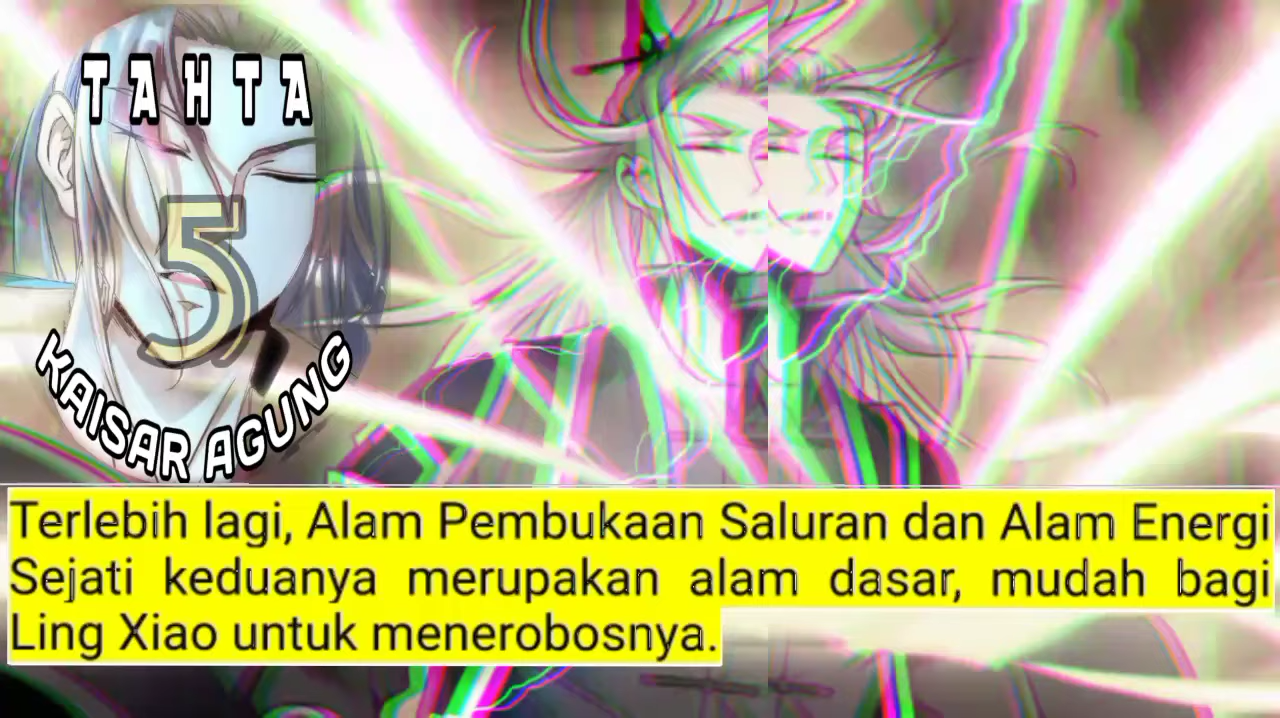 TAHTA
5
KAISAR AGUNG
Terlebih lagi, Alam Pembukaan Saluran dan Alam Energi
Sejati keduanya merupakan alam dasar, mudah bagi
Ling Xiao untuk menerobosnya.